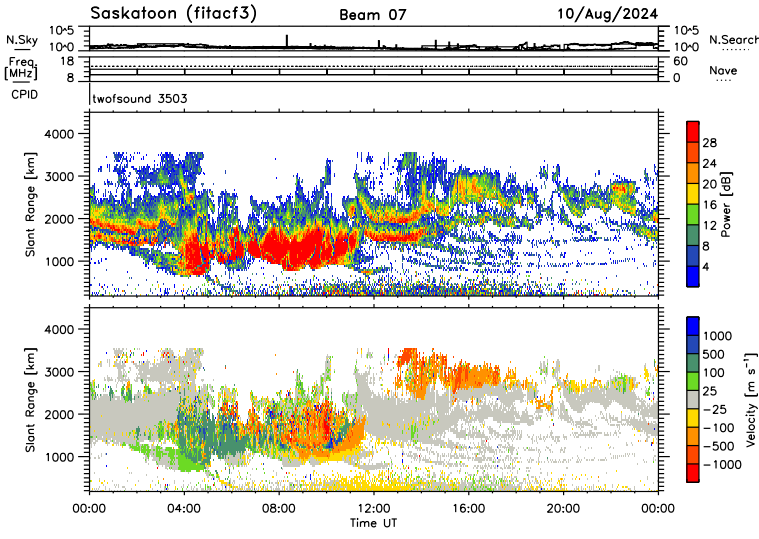 Saskatoon (fitacf3) Beam 07 10/Aug/2024
N.Sky 10^5 10^0 10^5 10^0 N.Search
Freq. [MHz] 18 8 60 0 Nave
CPID twofsound 3503
Slant Range [km] 4000 3000 2000 1000
Power [dB] 28 24 20 16 12 8 4
Slant Range [km] 4000 3000 2000 1000
Velocity [m s⁻¹] 1000 500 100 25 −25 −100 −500 −1000
00:00 04:00 08:00 12:00 16:00 20:00 00:00
Time UT